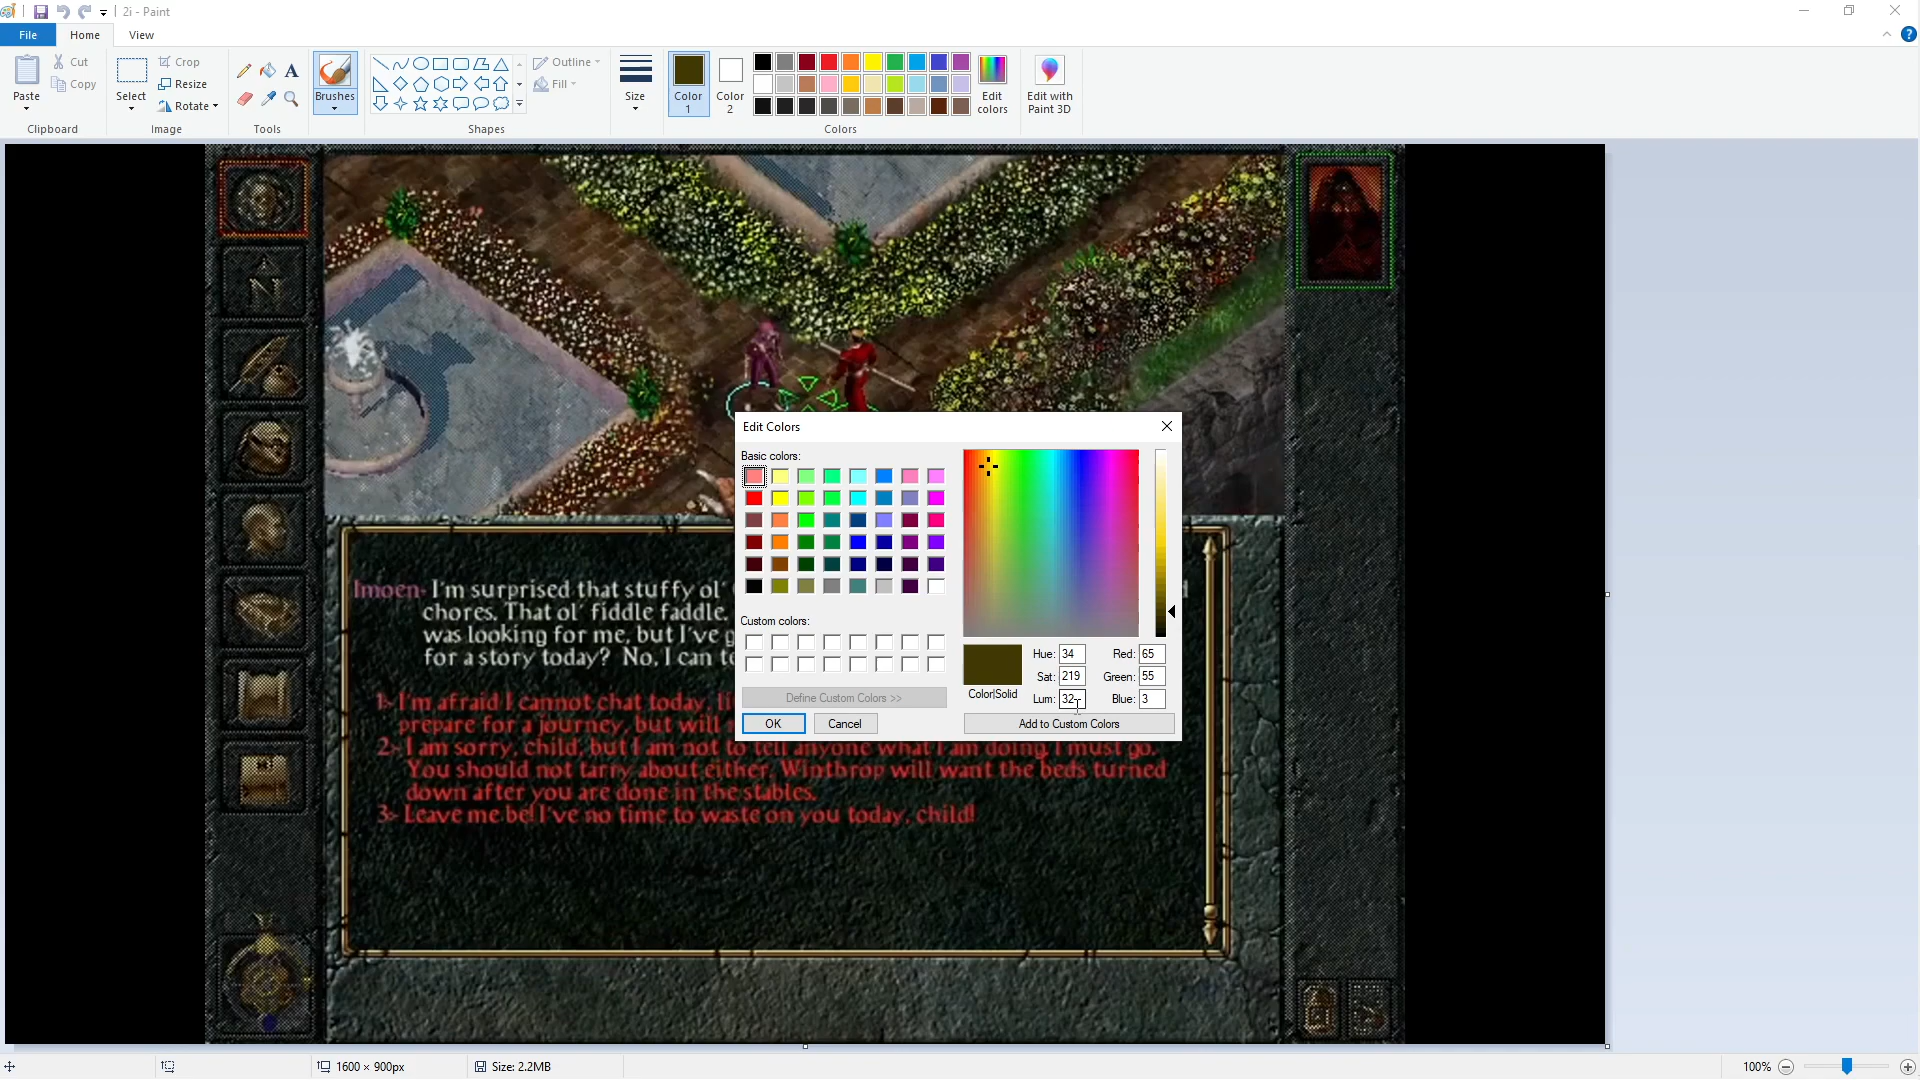 2i - Paint
File
Home
View
Paste
Cut
Copy
Clipboard
Select
Crop
Resize
Rotate
Image
Tools
Brushes
Shapes
Outline
Fill
Size
Color 1
Color 2
Colors
Edit colors
Edit with Paint 3D
Edit Colors
Basic colors:
Custom colors:
Define Custom Colors >>
OK
Cancel
Hue: 34
Sat: 219
Lum: 32
Red: 65
Green: 55
Blue: 3
Color|Solid
Add to Custom Colors
Imoen- I'm surprised that stuffy ol'
chores. That ol' fiddle faddle.
was looking for me, but I've
for a story today? No, I can
1- I'm afraid I cannot chat today,
prepare for a journey, but will
2- I am sorry, child, but I am not to tell anyone what I am doing. I must go.
You should not tarry about either. Winthrop will want the beds turned
down after you are done in the stables.
3- Leave me be! I've no time to waste on you today, child!
1600 × 900px
Size: 2.2MB
100%